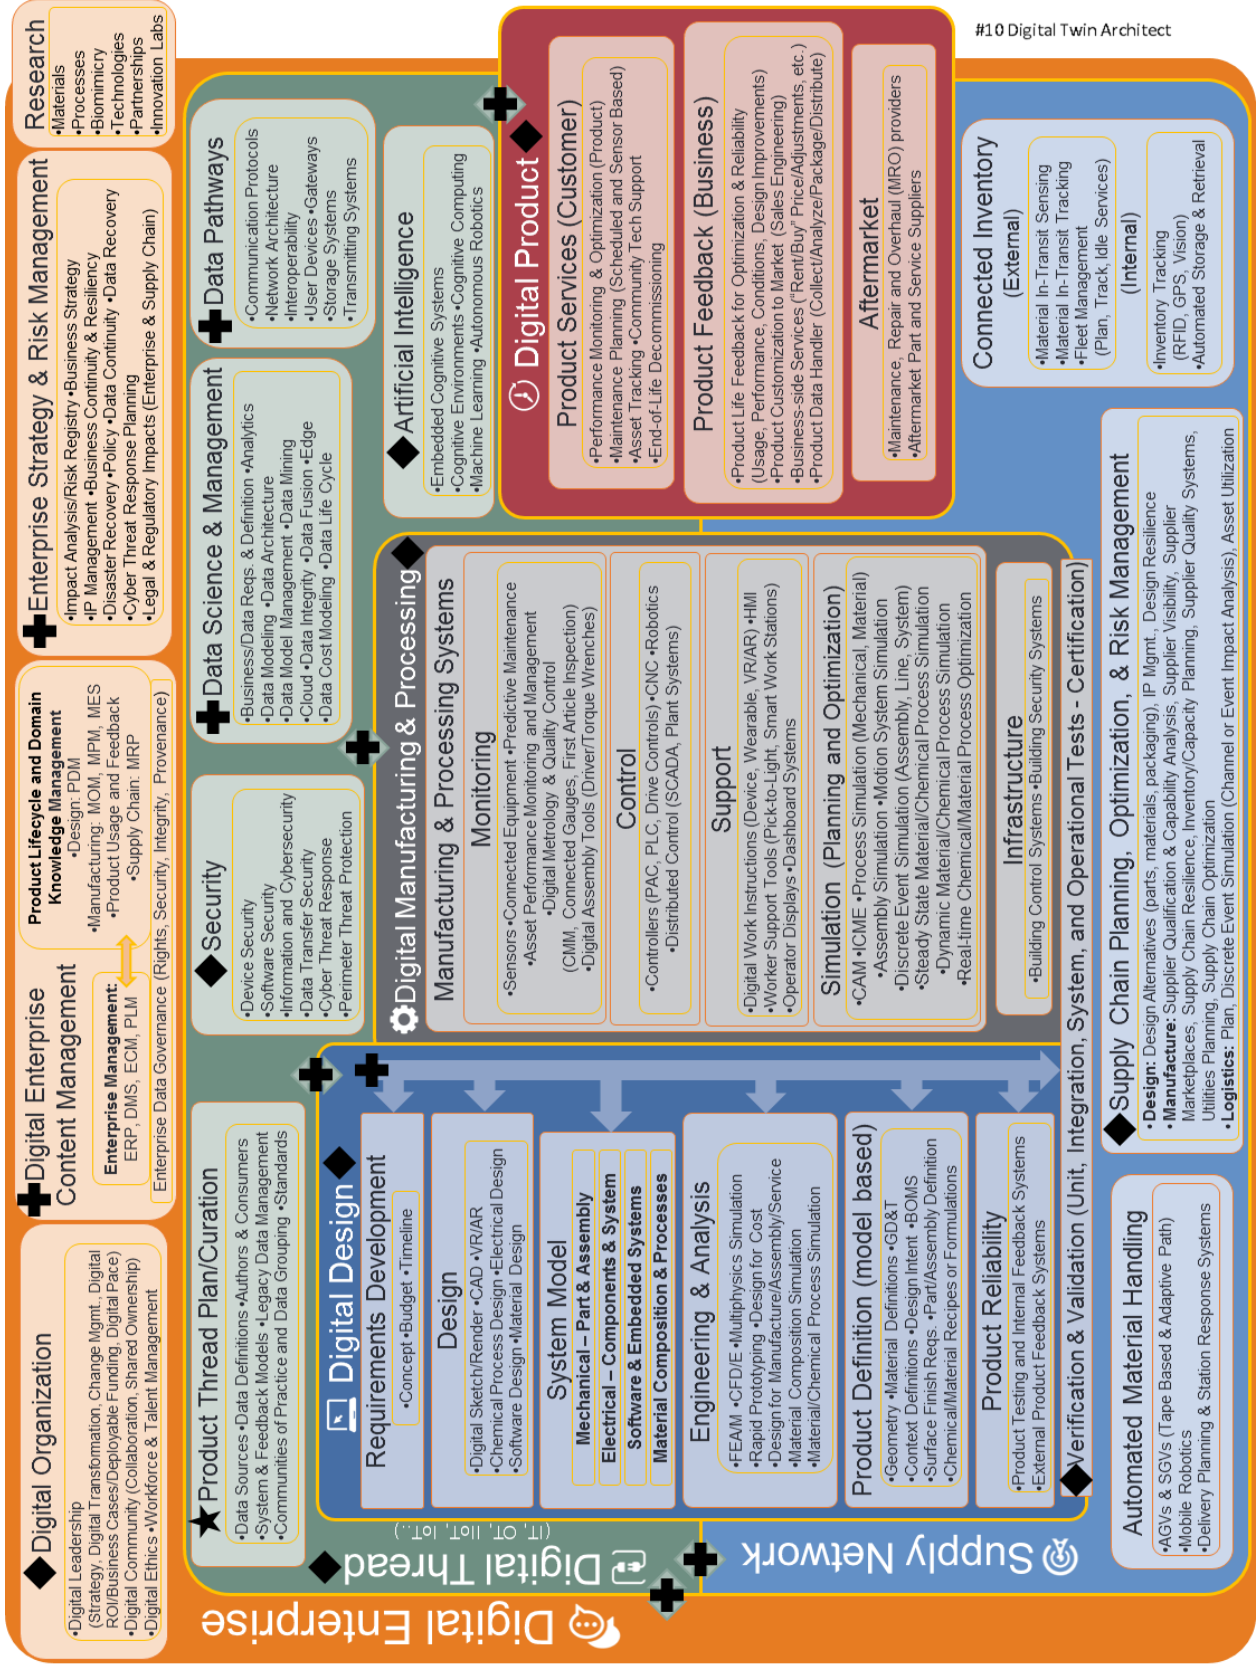 #10 Digital Twin Architect
Digital Enterprise
Digital Organization
•Digital Leadership
(Strategy, Digital Transformation, Change Mgmt., Digital
ROI/Business Cases/Deployable Funding, Digital Pace)
•Digital Community (Collaboration, Shared Ownership)
•Digital Ethics •Workforce & Talent Management
Digital Enterprise
Content Management
Enterprise Management:
ERP, DMS, ECM, PLM
Product Lifecycle and Domain
Knowledge Management
•Design: PDM
•Manufacturing: MOM, MPM, MES
•Product Usage and Feedback
•Supply Chain: MRP
Enterprise Data Governance (Rights, Security, Integrity, Provenance)
Enterprise Strategy & Risk Management
•Impact Analysis/Risk Registry •Business Strategy
•IP Management •Business Continuity & Resiliency
•Disaster Recovery •Policy •Data Continuity •Data Recovery
•Cyber Threat Response Planning
•Legal & Regulatory Impacts (Enterprise & Supply Chain)
Research
•Materials
•Processes
•Biomimicry
•Technologies
•Partnerships
•Innovation Labs
Digital Thread
(IT, OT, IIoT, IoT...)
Product Thread Plan/Curation
•Data Sources •Data Definitions •Authors & Consumers
•System & Feedback Models •Legacy Data Management
•Communities of Practice and Data Grouping •Standards
Security
•Device Security
•Software Security
•Information and Cybersecurity
•Data Transfer Security
•Cyber Threat Response
•Perimeter Threat Protection
Data Science & Management
•Business/Data Reqs. & Definition •Analytics
•Data Modeling •Data Architecture
•Data Model Management •Data Mining
•Cloud •Data Integrity •Data Fusion •Edge
•Data Cost Modeling •Data Life Cycle
Data Pathways
•Communication Protocols
•Network Architecture
•Interoperability
•User Devices •Gateways
•Storage Systems
•Transmitting Systems
Artificial Intelligence
•Embedded Cognitive Systems
•Cognitive Environments •Cognitive Computing
•Machine Learning •Autonomous Robotics
Digital Design
Requirements Development
•Concept •Budget •Timeline
Design
•Digital Sketch/Render •CAD •VR/AR
•Chemical Process Design •Electrical Design
•Software Design •Material Design
System Model
Mechanical – Part & Assembly
Electrical – Components & System
Software & Embedded Systems
Material Composition & Processes
Engineering & Analysis
•FEA/M •CFD/E •Multiphysics Simulation
•Rapid Prototyping •Design for Cost
•Design for Manufacture/Assembly/Service
•Material Composition Simulation
•Material/Chemical Process Simulation
Product Definition (model based)
•Geometry •Material Definitions •GD&T
•Context Definitions •Design Intent •BOMS
•Surface Finish Reqs. •Part/Assembly Definition
•Chemical/Material Recipes or Formulations
Product Reliability
•Product Testing and Internal Feedback Systems
•External Product Feedback Systems
Digital Manufacturing & Processing
Manufacturing & Processing Systems
Monitoring
•Sensors •Connected Equipment •Predictive Maintenance
•Asset Performance Monitoring and Management
•Digital Metrology & Quality Control
(CMM, Connected Gauges, First Article Inspection)
•Digital Assembly Tools (Driver/Torque Wrenches)
Control
•Controllers (PAC, PLC, Drive Controls) •CNC •Robotics
•Distributed Control (SCADA, Plant Systems)
Support
•Digital Work Instructions (Device, Wearable, VR/AR) •HMI
•Worker Support Tools (Pick-to-Light, Smart Work Stations)
•Operator Displays •Dashboard Systems
Simulation (Planning and Optimization)
•CAM •ICME •Process Simulation (Mechanical, Material)
•Assembly Simulation •Motion System Simulation
•Discrete Event Simulation (Assembly, Line, System)
•Steady State Material/Chemical Process Simulation
•Dynamic Material/Chemical Process Simulation
•Real-time Chemical/Material Process Optimization
Infrastructure
•Building Control Systems •Building Security Systems
Digital Product
Product Services (Customer)
•Performance Monitoring & Optimization (Product)
•Maintenance Planning (Scheduled and Sensor Based)
•Asset Tracking •Community Tech Support
•End-of-Life Decommissioning
Product Feedback (Business)
•Product Life Feedback for Optimization & Reliability
(Usage, Performance, Conditions, Design Improvements)
•Product Customization to Market (Sales Engineering)
•Business-side Services ("Rent/Buy" Price/Adjustments, etc.)
•Product Data Handler (Collect/Analyze/Package/Distribute)
Aftermarket
•Maintenance, Repair and Overhaul (MRO) providers
•Aftermarket Part and Service Suppliers
Verification & Validation (Unit, Integration, System, and Operational Tests - Certification)
Supply Network
Automated Material Handling
•AGVs & SGVs (Tape Based & Adaptive Path)
•Mobile Robotics
•Delivery Planning & Station Response Systems
Supply Chain Planning, Optimization, & Risk Management
•Design: Design Alternatives (parts, materials, packaging), IP Mgmt., Design Resilience
•Manufacture: Supplier Qualification & Capability Analysis, Supplier Visibility, Supplier
Marketplaces, Supply Chain Resilience, Inventory/Capacity Planning, Supplier Quality Systems,
Utilities Planning, Supply Chain Optimization
•Logistics: Plan, Discrete Event Simulation (Channel or Event Impact Analysis), Asset Utilization
Connected Inventory
(External)
•Material In-Transit Sensing
•Material In-Transit Tracking
•Fleet Management
(Plan, Track, Idle Services)
(Internal)
•Inventory Tracking
(RFID, GPS, Vision)
•Automated Storage & Retrieval